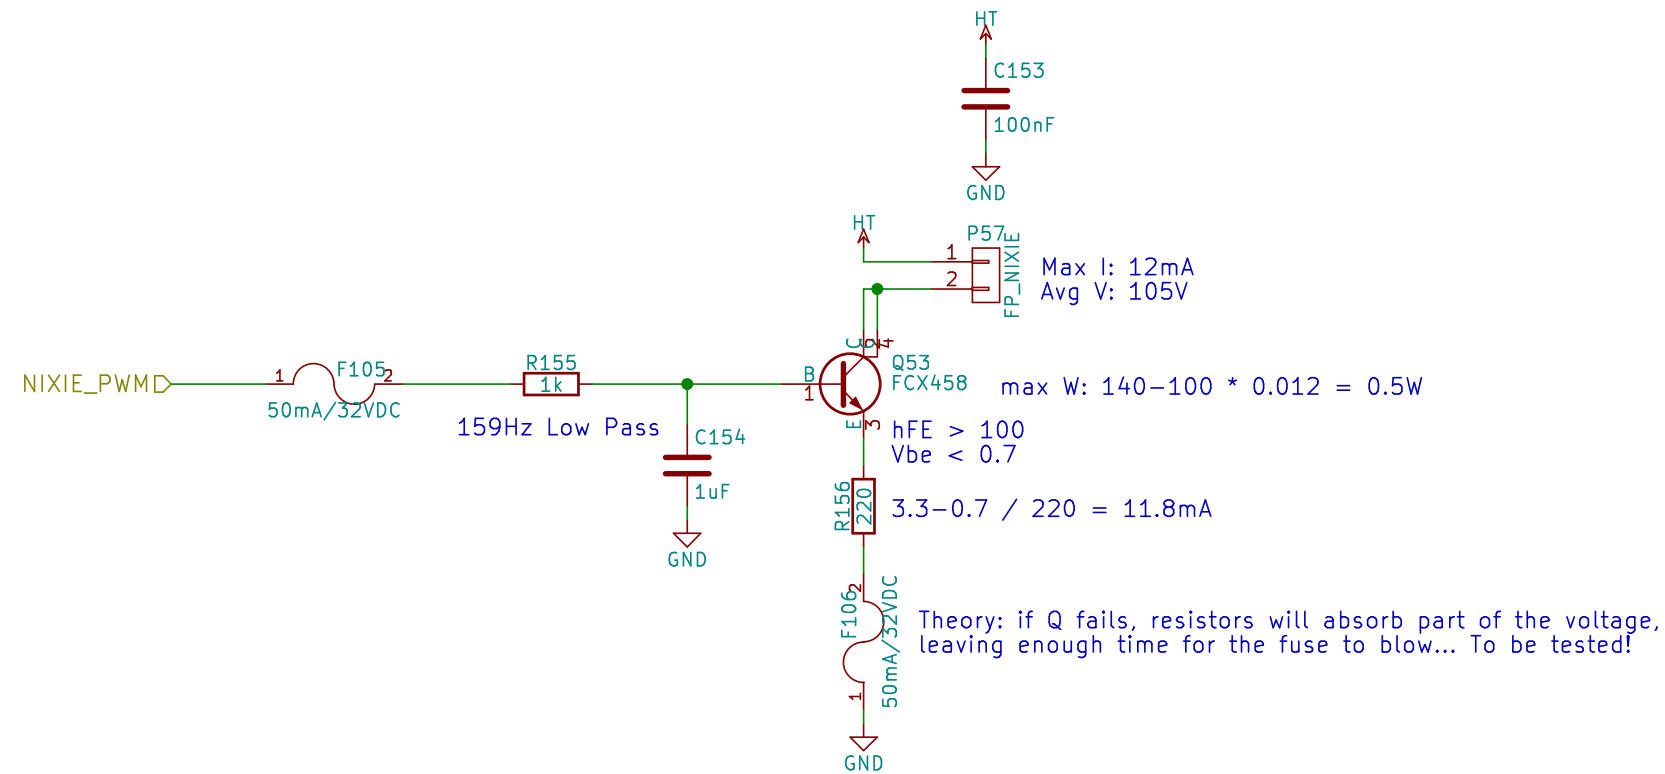 HT
C153
100nF
GND
HT
P57
1
2
FP_NIXIE
Max I: 12mA
Avg V: 105V
C
4
Q53
FCX458
B
1
E
3
max W: 140-100 * 0.012 = 0.5W
NIXIE_PWM
1
F105
2
50mA/32VDC
R155
1k
159Hz Low Pass
C154
1uF
GND
hFE > 100
Vbe < 0.7
R156
220
3.3-0.7 / 220 = 11.8mA
2
F106
50mA/32VDC
1
Theory: if Q fails, resistors will absorb part of the voltage,
leaving enough time for the fuse to blow... To be tested!
GND